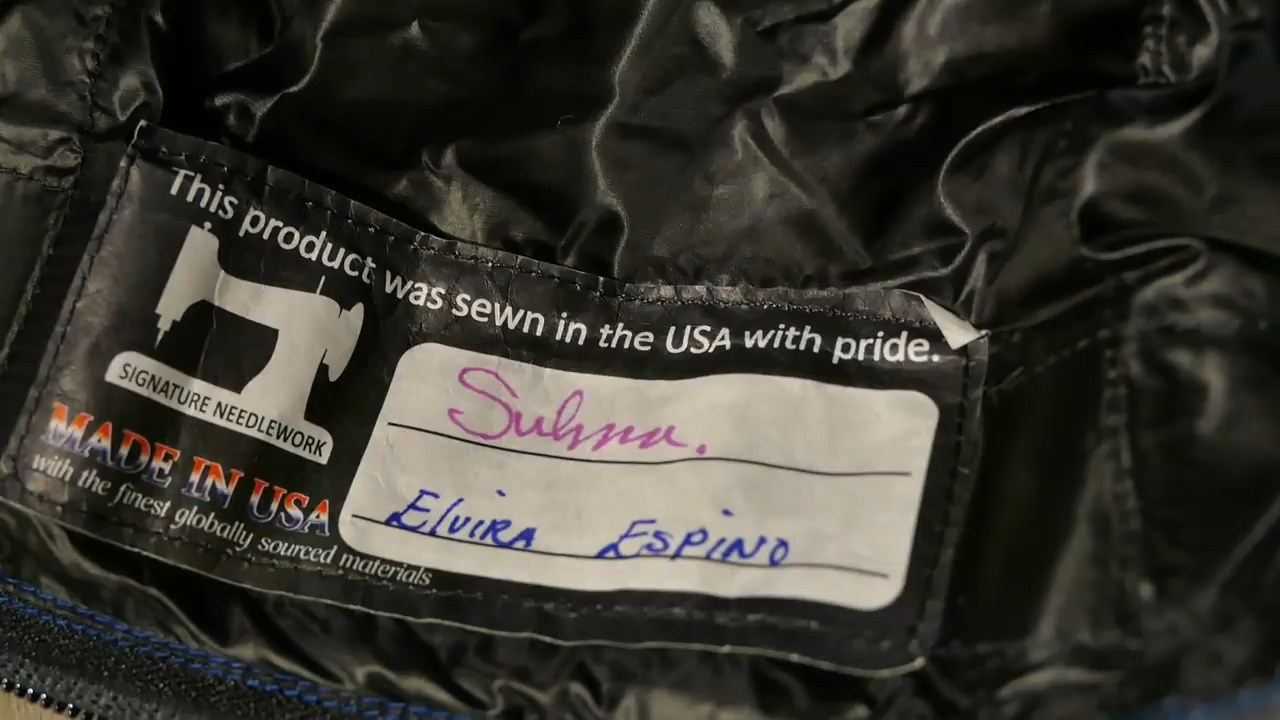 This product was sewn in the USA with pride.
SIGNATURE NEEDLEWORK
MADE IN USA
with the finest globally sourced materials
Elvira Espino